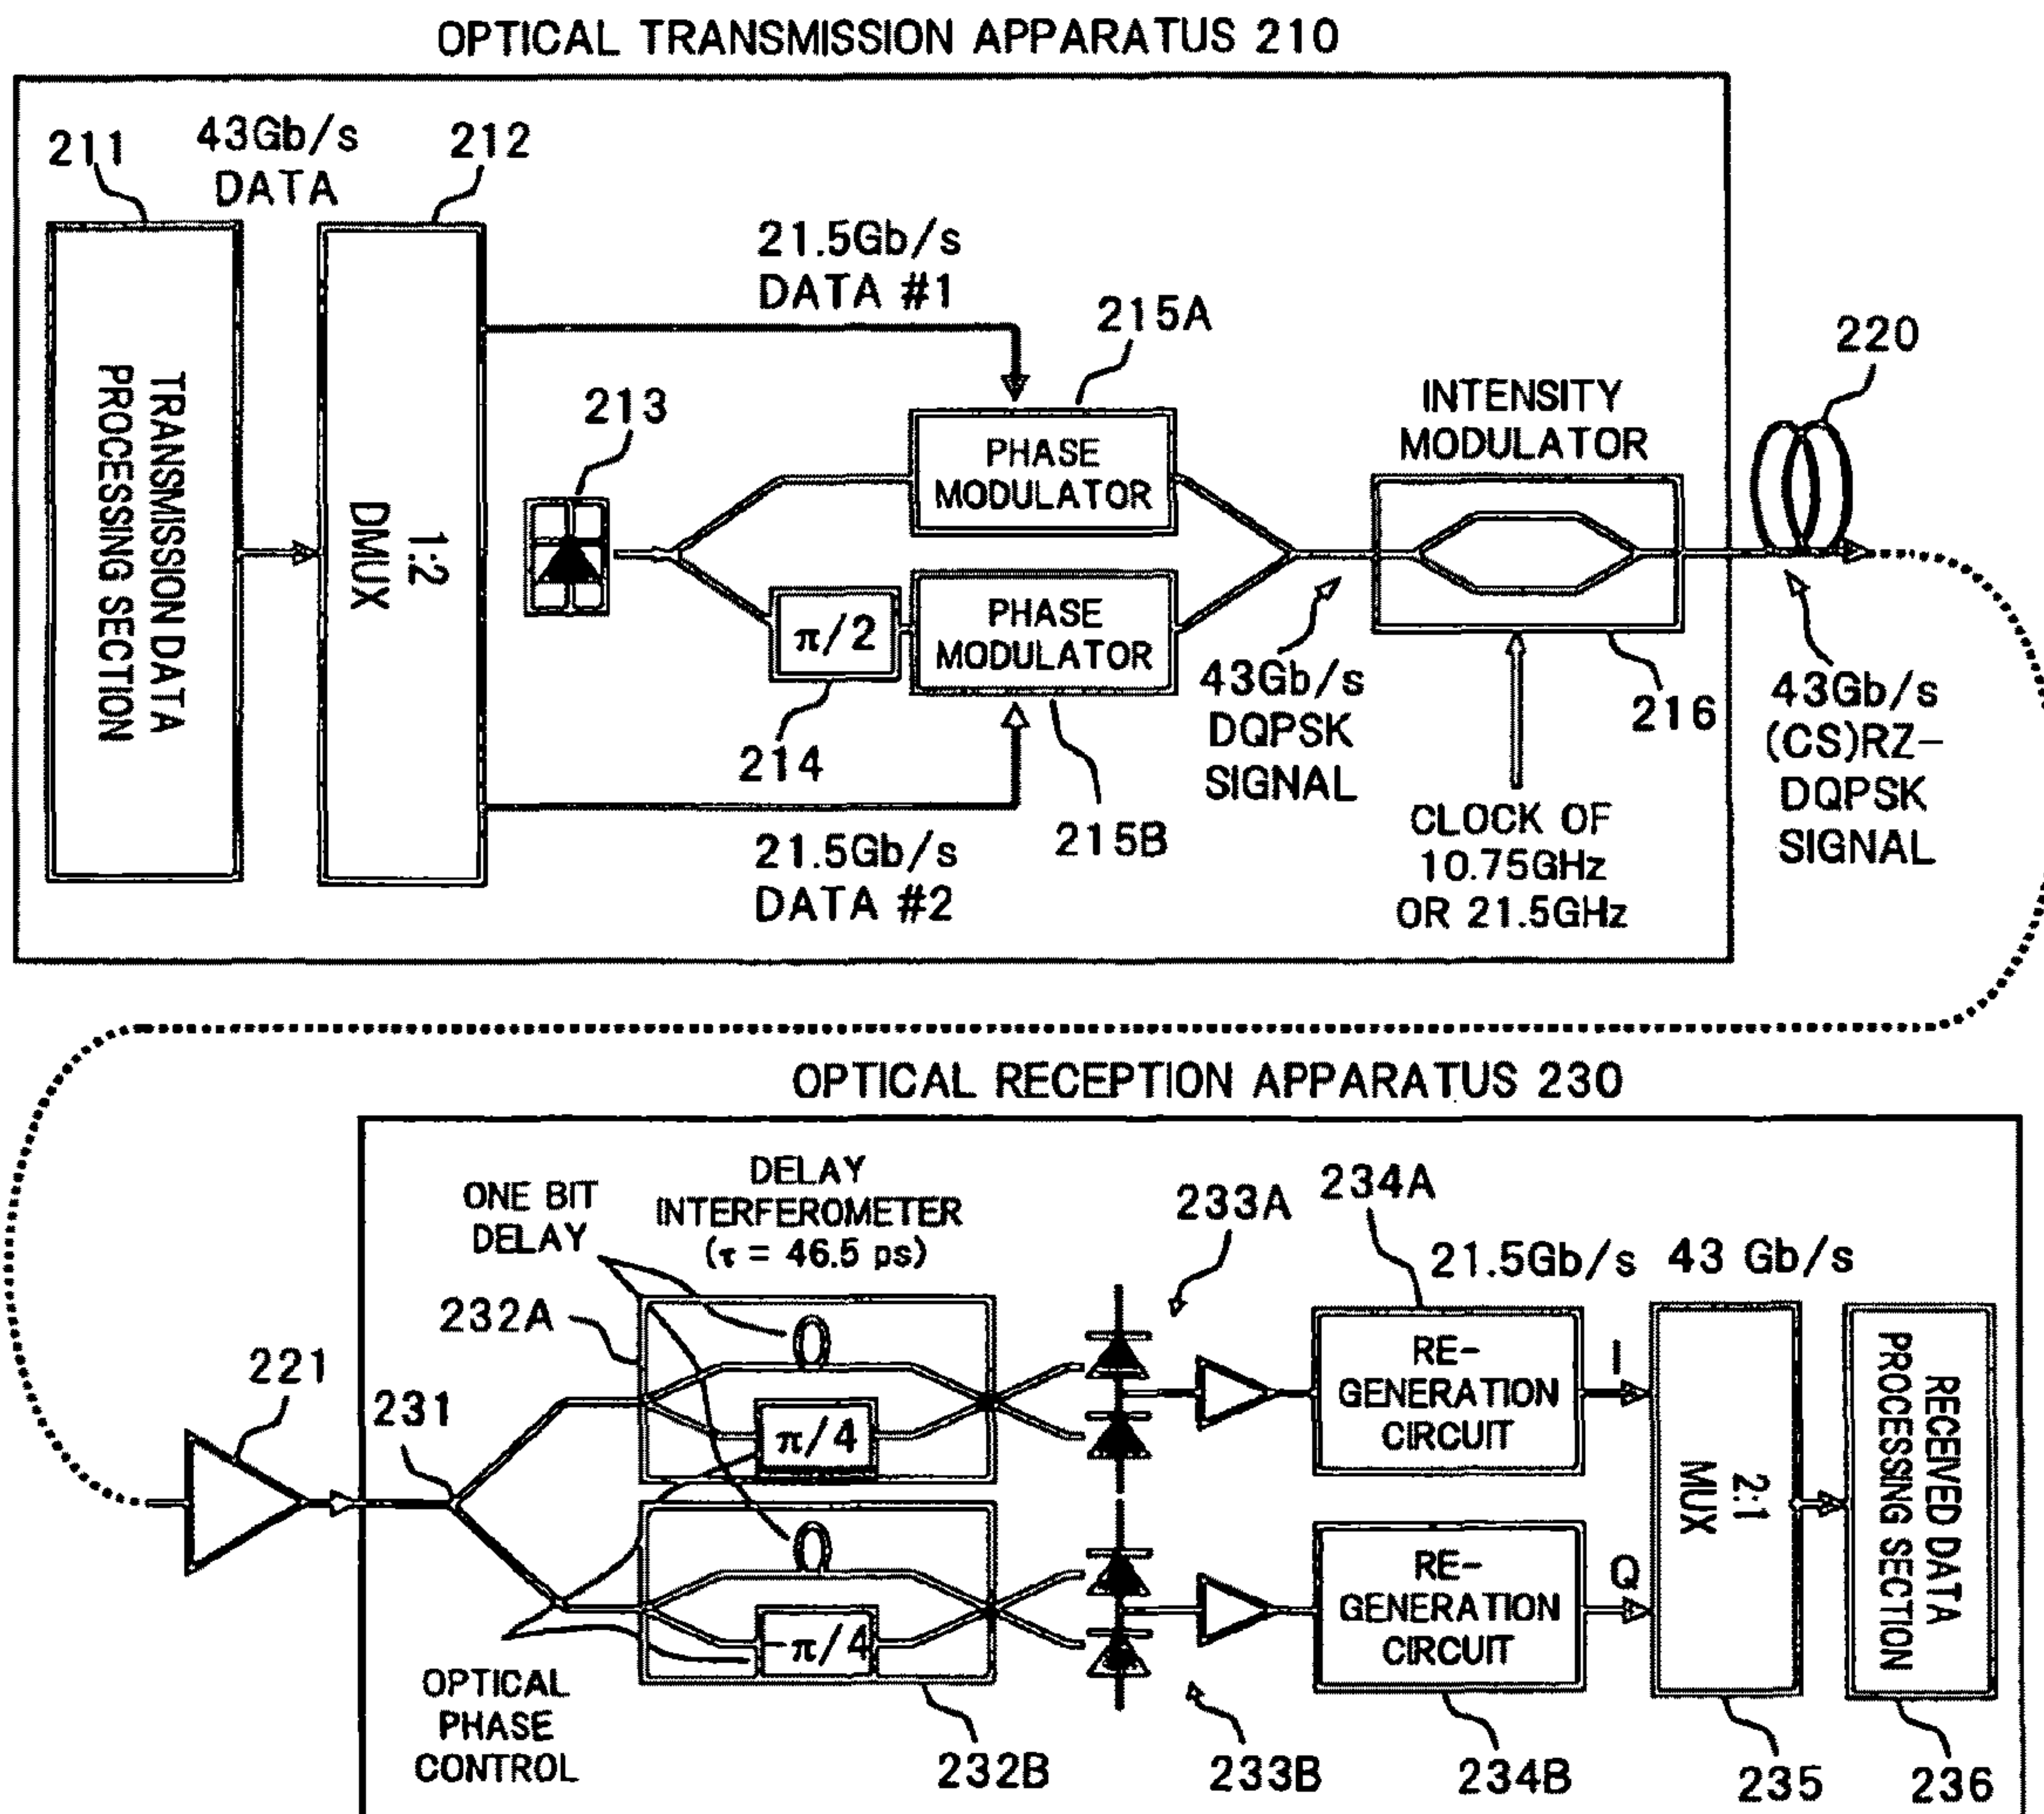 OPTICAL TRANSMISSION APPARATUS 210
211
43Gb/s
DATA
212
TRANSMISSION DATA
PROCESSING SECTION
1:2
DMUX
21.5Gb/s
DATA #1
213
215A
PHASE
MODULATOR
π/2
214
PHASE
MODULATOR
215B
21.5Gb/s
DATA #2
43Gb/s
DQPSK
SIGNAL
INTENSITY
MODULATOR
216
CLOCK OF
10.75GHz
OR 21.5GHz
220
43Gb/s
(CS)RZ-
DQPSK
SIGNAL
OPTICAL RECEPTION APPARATUS 230
221
231
ONE BIT
DELAY
DELAY
INTERFEROMETER
(τ = 46.5 ps)
232A
π/4
-π/4
OPTICAL
PHASE
CONTROL
232B
233A
233B
234A
RE-
GENERATION
CIRCUIT
RE-
GENERATION
CIRCUIT
234B
21.5Gb/s
43 Gb/s
I
Q
2:1
MUX
235
RECEIVED DATA
PROCESSING SECTION
236